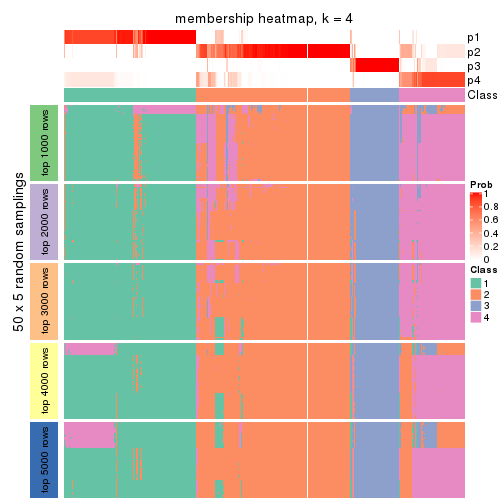 membership heatmap, k = 4
p1
p2
p3
p4
Class
50 x 5 random samplings
top 1000 rows
top 2000 rows
top 3000 rows
top 4000 rows
top 5000 rows
Prob
1
0.8
0.6
0.4
0.2
0
Class
1
2
3
4